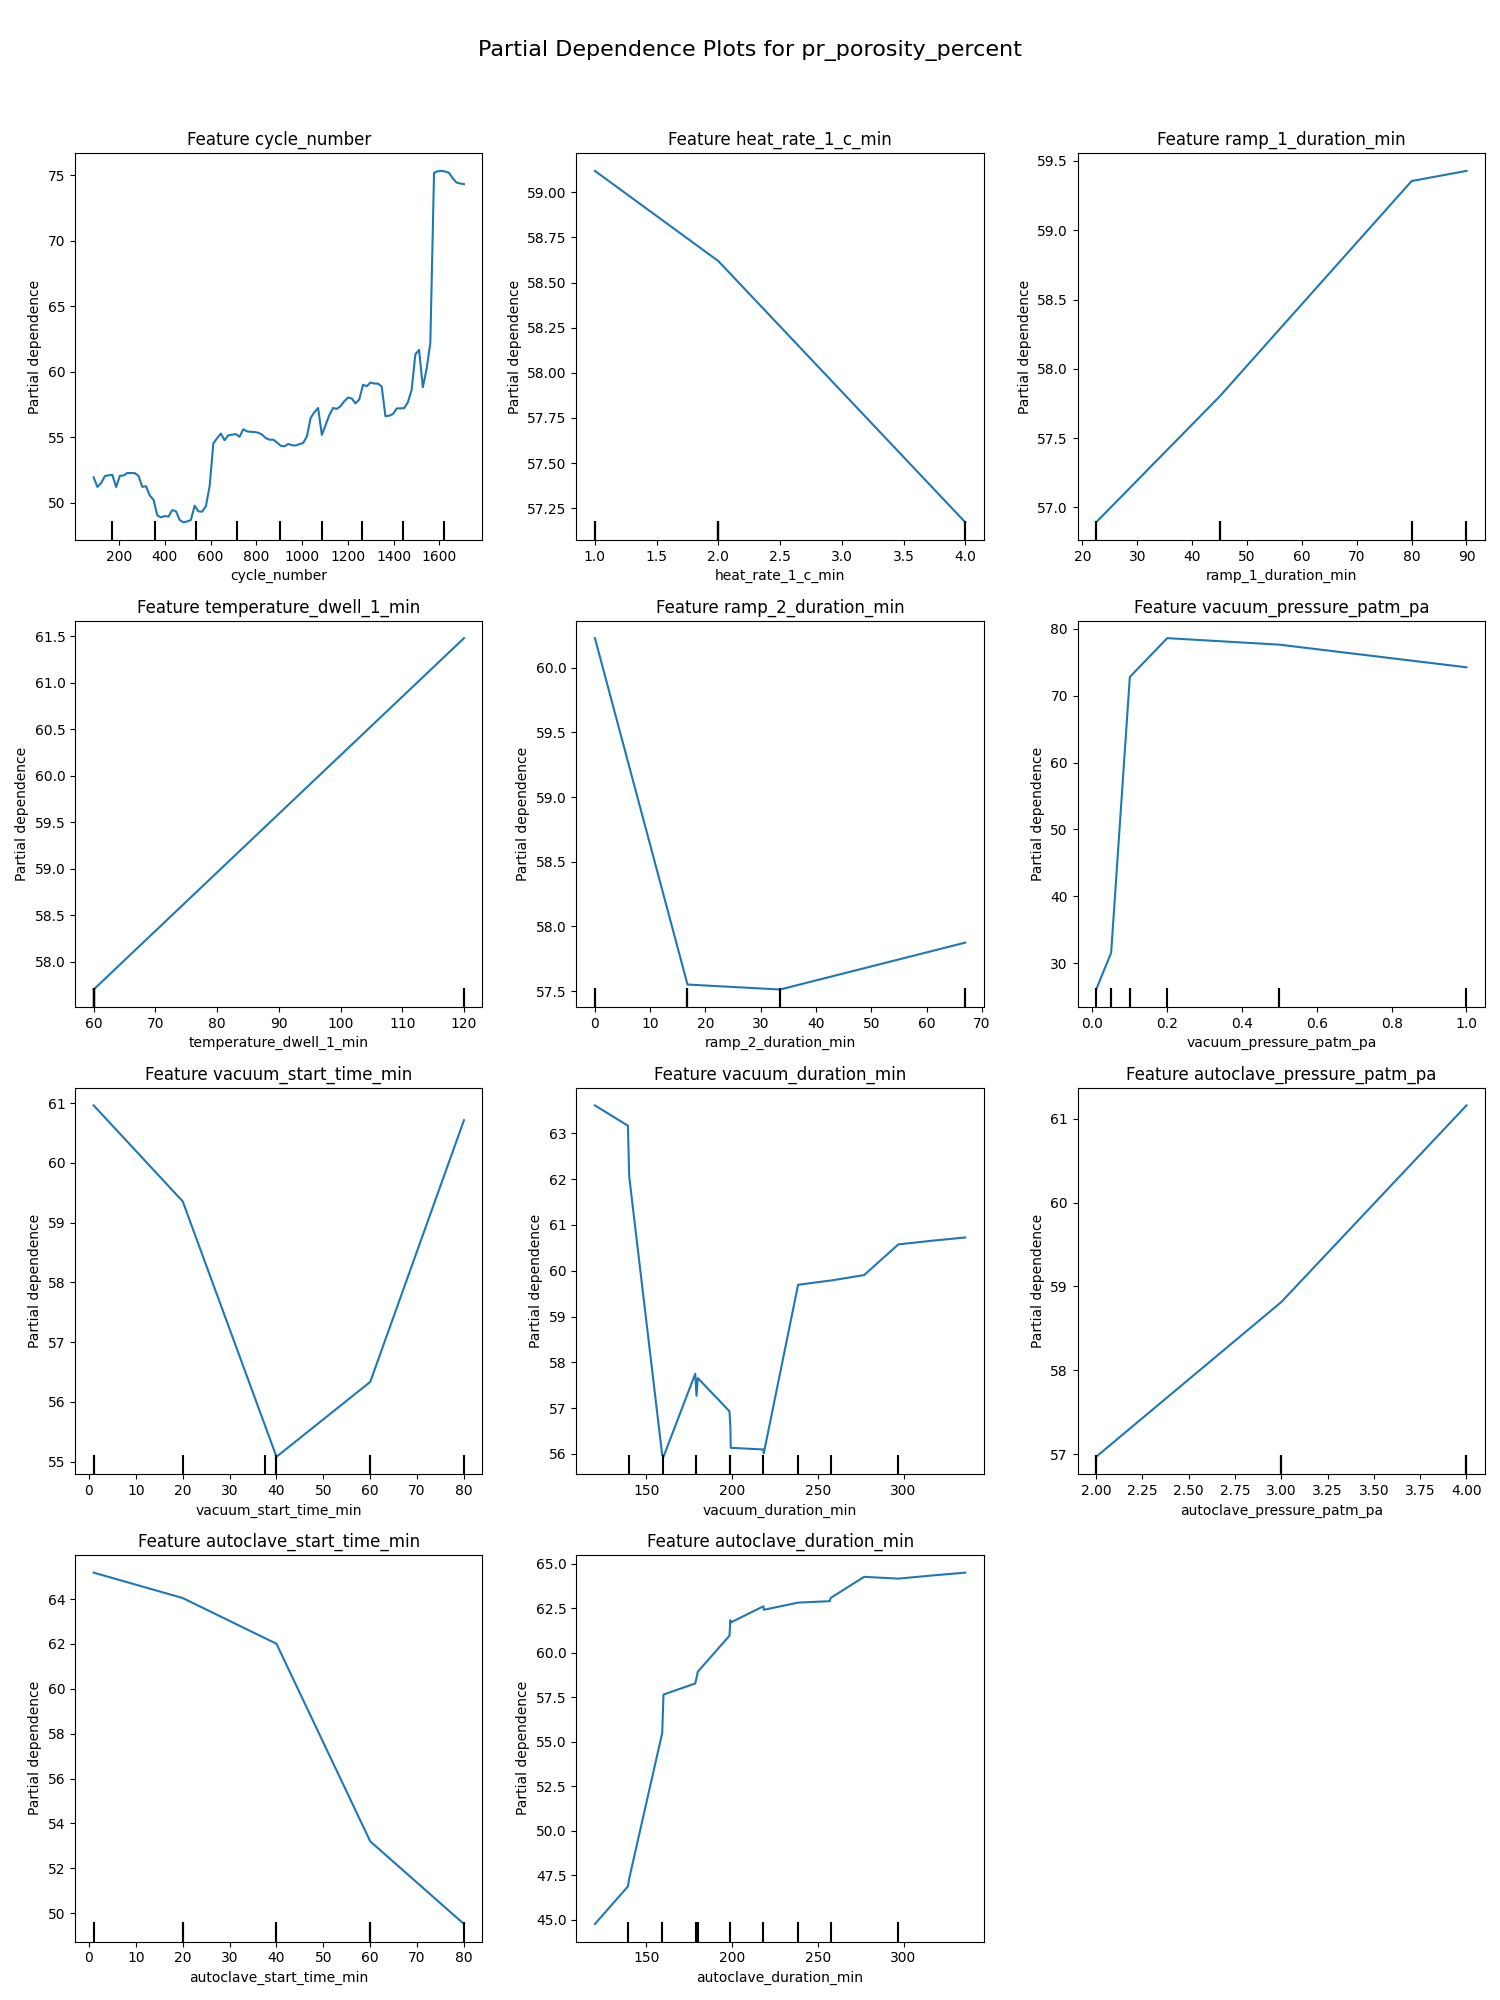 Partial Dependence Plots for pr_porosity_percent
Feature cycle_number
Partial dependence
75
70
65
60
55
50
200 400 600 800 1000 1200 1400 1600
cycle_number
Feature heat_rate_1_c_min
Partial dependence
59.00
58.75
58.50
58.25
58.00
57.75
57.50
57.25
1.0 1.5 2.0 2.5 3.0 3.5 4.0
heat_rate_1_c_min
Feature ramp_1_duration_min
Partial dependence
59.5
59.0
58.5
58.0
57.5
57.0
20 30 40 50 60 70 80 90
ramp_1_duration_min
Feature temperature_dwell_1_min
Partial dependence
61.5
61.0
60.5
60.0
59.5
59.0
58.5
58.0
60 70 80 90 100 110 120
temperature_dwell_1_min
Feature ramp_2_duration_min
Partial dependence
60.0
59.5
59.0
58.5
58.0
57.5
0 10 20 30 40 50 60 70
ramp_2_duration_min
Feature vacuum_pressure_patm_pa
Partial dependence
80
70
60
50
40
30
0.0 0.2 0.4 0.6 0.8 1.0
vacuum_pressure_patm_pa
Feature vacuum_start_time_min
Partial dependence
61
60
59
58
57
56
55
0 10 20 30 40 50 60 70 80
vacuum_start_time_min
Feature vacuum_duration_min
Partial dependence
63
62
61
60
59
58
57
56
150 200 250 300
vacuum_duration_min
Feature autoclave_pressure_patm_pa
Partial dependence
61
60
59
58
57
2.00 2.25 2.50 2.75 3.00 3.25 3.50 3.75 4.00
autoclave_pressure_patm_pa
Feature autoclave_start_time_min
Partial dependence
64
62
60
58
56
54
52
50
0 10 20 30 40 50 60 70 80
autoclave_start_time_min
Feature autoclave_duration_min
Partial dependence
65.0
62.5
60.0
57.5
55.0
52.5
50.0
47.5
45.0
150 200 250 300
autoclave_duration_min